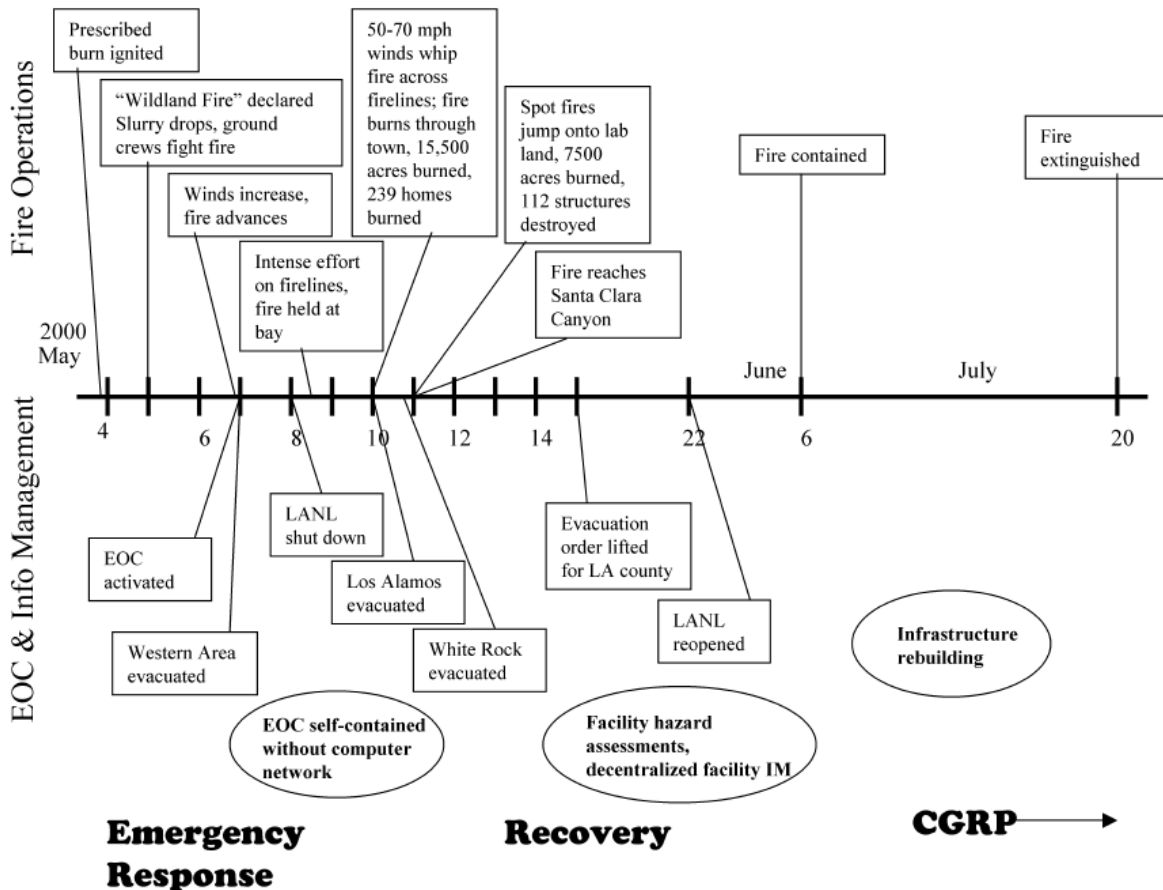 Fire Operations
Prescribed
burn ignited
“Wildland Fire” declared
Slurry drops, ground
crews fight fire
Winds increase,
fire advances
Intense effort
on firelines,
fire held at
bay
50-70 mph
winds whip
fire across
firelines; fire
burns through
town, 15,500
acres burned,
239 homes
burned
Spot fires
jump onto lab
land, 7500
acres burned,
112 structures
destroyed
Fire reaches
Santa Clara
Canyon
Fire contained
Fire
extinguished
2000
May
June
July
4
6
8
10
12
14
22
6
20
EOC & Info Management
EOC
activated
Western Area
evacuated
LANL
shut down
Los Alamos
evacuated
White Rock
evacuated
Evacuation
order lifted
for LA county
LANL
reopened
EOC self-contained
without computer
network
Facility hazard
assessments,
decentralized facility IM
Infrastructure
rebuilding
Emergency
Response
Recovery
CGRP